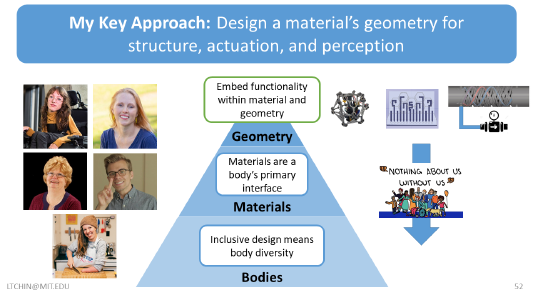 My Key Approach: Design a material's geometry for
structure, actuation, and perception
Embed functionality
within material and
geometry
Geometry
Materials are a
body's primary
interface
Materials
Inclusive design means
body diversity
Bodies
"NOTHING ABOUT US
WITHOUT US"
LTCHIN@MIT.EDU
52